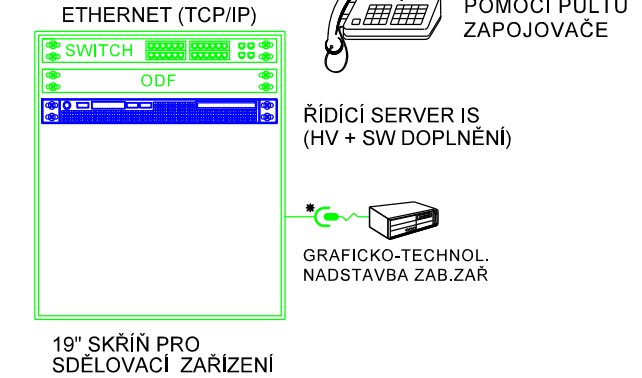 ETHERNET (TCP/IP)
POMOCÍ PULTU
ZAPOJOVAČE
SWITCH
ODF
ŘÍDÍCÍ SERVER IS
(HV + SW DOPLNĚNÍ)
*
GRAFICKO-TECHNOL.
NADSTAVBA ZAB.ZAŘ
19" SKŘÍŇ PRO
SDĚLOVACÍ ZAŘÍZENÍ